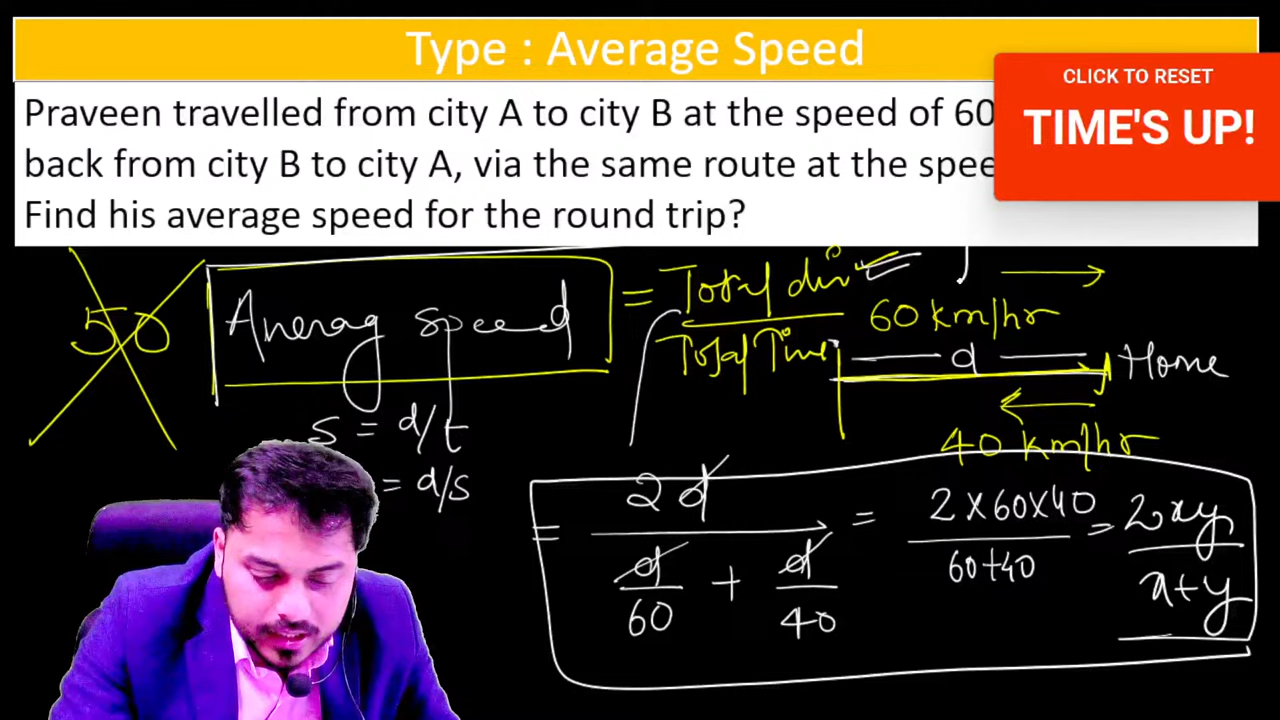 Type : Average Speed
CLICK TO RESET
TIME'S UP!
Praveen travelled from city A to city B at the speed of 60
back from city B to city A, via the same route at the
Find his average speed for the round trip?
50
Averag speed = Total dis / Total Time
60 km/hr
d Home
40 km/hr
s = d/t
= d/s
= 2d / (d/60 + d/40) = 2×60×40 / 60+40 = 2xy / x+y